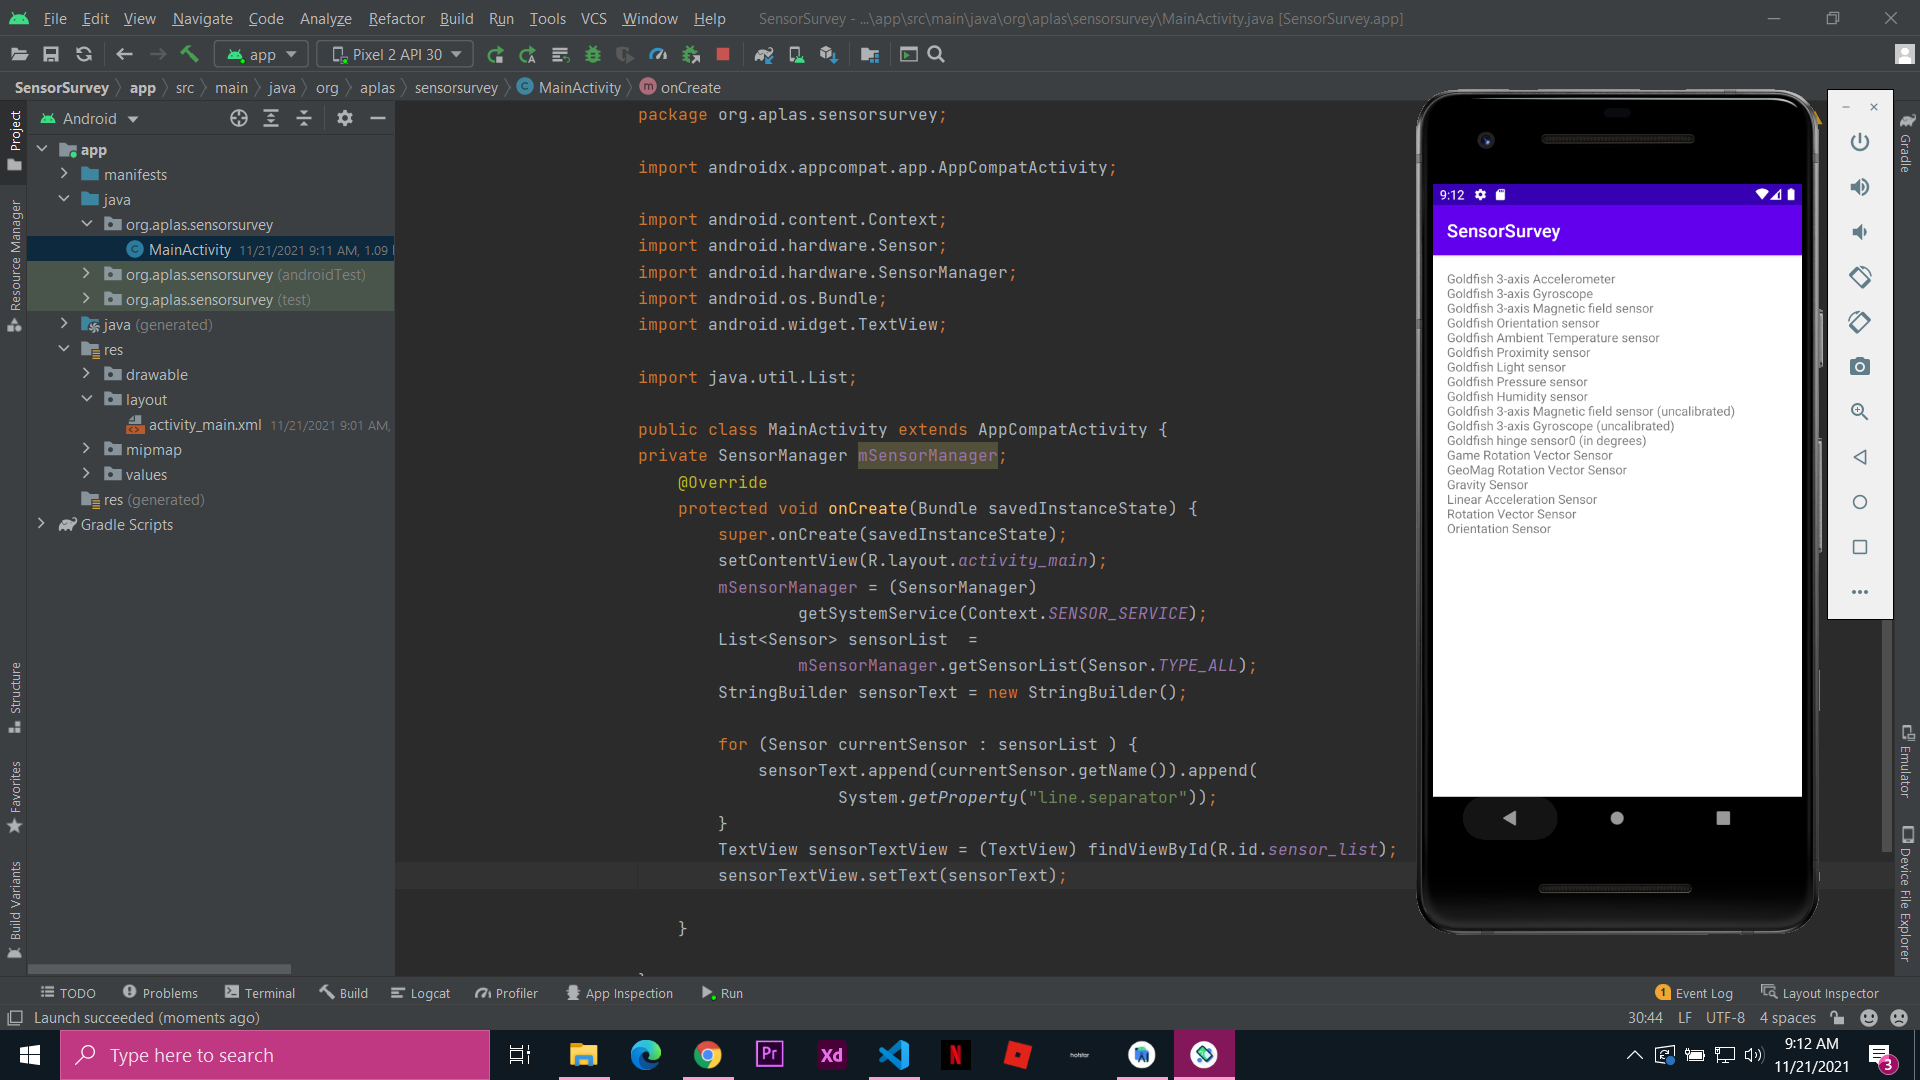 File Edit View Navigate Code Analyze Refactor Build Run Tools VCS Window Help SensorSurvey - ...\app\src\main\java\org\aplas\sensorsurvey\MainActivity.java [SensorSurvey.app]
app Pixel 2 API 30
SensorSurvey app src main java org aplas sensorsurvey MainActivity onCreate
Project
Resource Manager
Structure
Favorites
Build Variants
Android
app
manifests
java
org.aplas.sensorsurvey
MainActivity 11/21/2021 9:11 AM, 1.09
org.aplas.sensorsurvey (androidTest)
org.aplas.sensorsurvey (test)
java (generated)
res
drawable
layout
activity_main.xml 11/21/2021 9:01 AM,
mipmap
values
res (generated)
Gradle Scripts
package org.aplas.sensorsurvey;
import androidx.appcompat.app.AppCompatActivity;
import android.content.Context;
import android.hardware.Sensor;
import android.hardware.SensorManager;
import android.os.Bundle;
import android.widget.TextView;
import java.util.List;
public class MainActivity extends AppCompatActivity {
private SensorManager mSensorManager;
@Override
protected void onCreate(Bundle savedInstanceState) {
super.onCreate(savedInstanceState);
setContentView(R.layout.activity_main);
mSensorManager = (SensorManager)
getSystemService(Context.SENSOR_SERVICE);
List<Sensor> sensorList =
mSensorManager.getSensorList(Sensor.TYPE_ALL);
StringBuilder sensorText = new StringBuilder();
for (Sensor currentSensor : sensorList ) {
sensorText.append(currentSensor.getName()).append(
System.getProperty("line.separator"));
}
TextView sensorTextView = (TextView) findViewById(R.id.sensor_list);
sensorTextView.setText(sensorText);
}
9:12
SensorSurvey
Goldfish 3-axis Accelerometer
Goldfish 3-axis Gyroscope
Goldfish 3-axis Magnetic field sensor
Goldfish Orientation sensor
Goldfish Ambient Temperature sensor
Goldfish Proximity sensor
Goldfish Light sensor
Goldfish Pressure sensor
Goldfish Humidity sensor
Goldfish 3-axis Magnetic field sensor (uncalibrated)
Goldfish 3-axis Gyroscope (uncalibrated)
Goldfish hinge sensor0 (in degrees)
Game Rotation Vector Sensor
GeoMag Rotation Vector Sensor
Gravity Sensor
Linear Acceleration Sensor
Rotation Vector Sensor
Orientation Sensor
Gradle
Emulator
Device File Explorer
TODO Problems Terminal Build Logcat Profiler App Inspection Run 1 Event Log Layout Inspector
Launch succeeded (moments ago) 30:44 LF UTF-8 4 spaces
Type here to search Pr Xd N hotstar 9:12 AM
11/21/2021 3